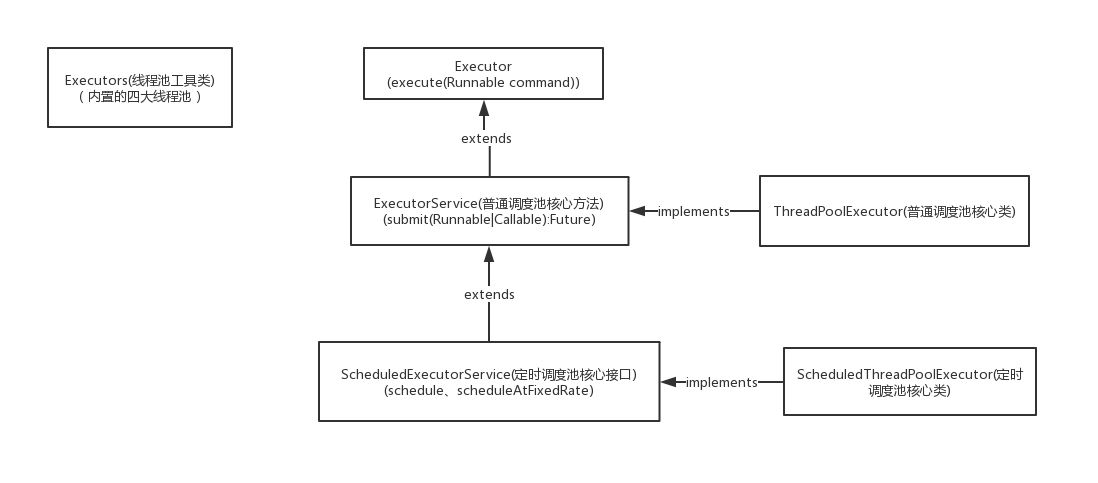 Executors(线程池工具类)
（ 内置的四大线程池 ）
Executor
(execute(Runnable command))
extends
ExecutorService(普通调度池核心方法)
(submit(Runnable|Callable):Future)
implements
ThreadPoolExecutor(普通调度池核心类)
extends
ScheduledExecutorService(定时调度池核心接口)
(schedule、scheduleAtFixedRate)
implements
ScheduledThreadPoolExecutor(定时
调度池核心类)